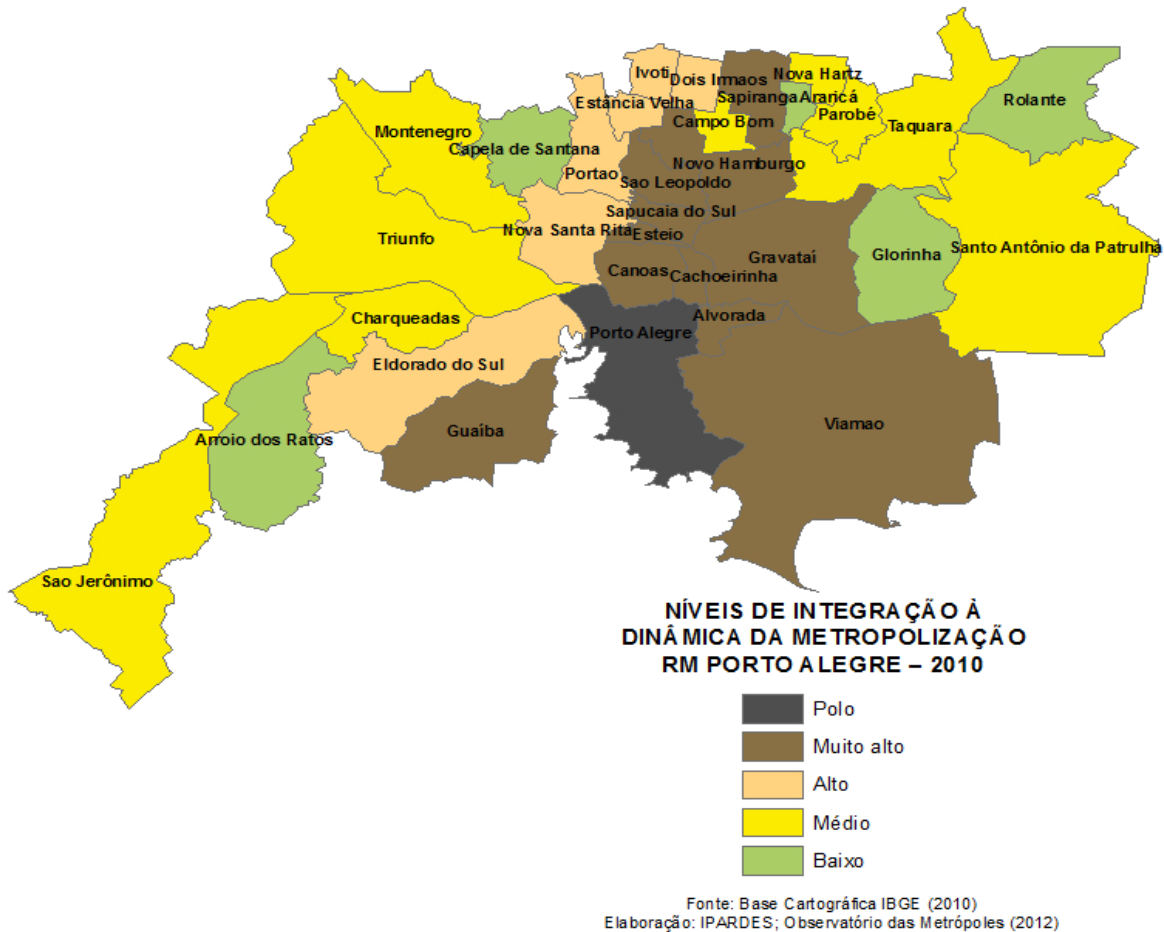 Ivoti
Dois Irmaos
Nova Hartz
Estância Velha
Sapiranga
Araricá
Rolante
Montenegro
Campo Bom
Parobé
Taquara
Capela de Santana
Portao
Novo Hamburgo
Sao Leopoldo
Sapucaia do Sul
Nova Santa Rita
Esteio
Triunfo
Gravataí
Glorinha
Santo Antônio da Patrulha
Canoas
Cachoeirinha
Charqueadas
Alvorada
Porto Alegre
Eldorado do Sul
Viamao
Guaíba
Arroio dos Ratos
Sao Jerônimo
NÍVEIS DE INTEGRAÇÃO À
DINÂMICA DA METROPOLIZAÇÃO
RM PORTO ALEGRE – 2010
Polo
Muito alto
Alto
Médio
Baixo
Fonte: Base Cartográfica IBGE (2010)
Elaboração: IPARDES; Observatório das Metrópoles (2012)